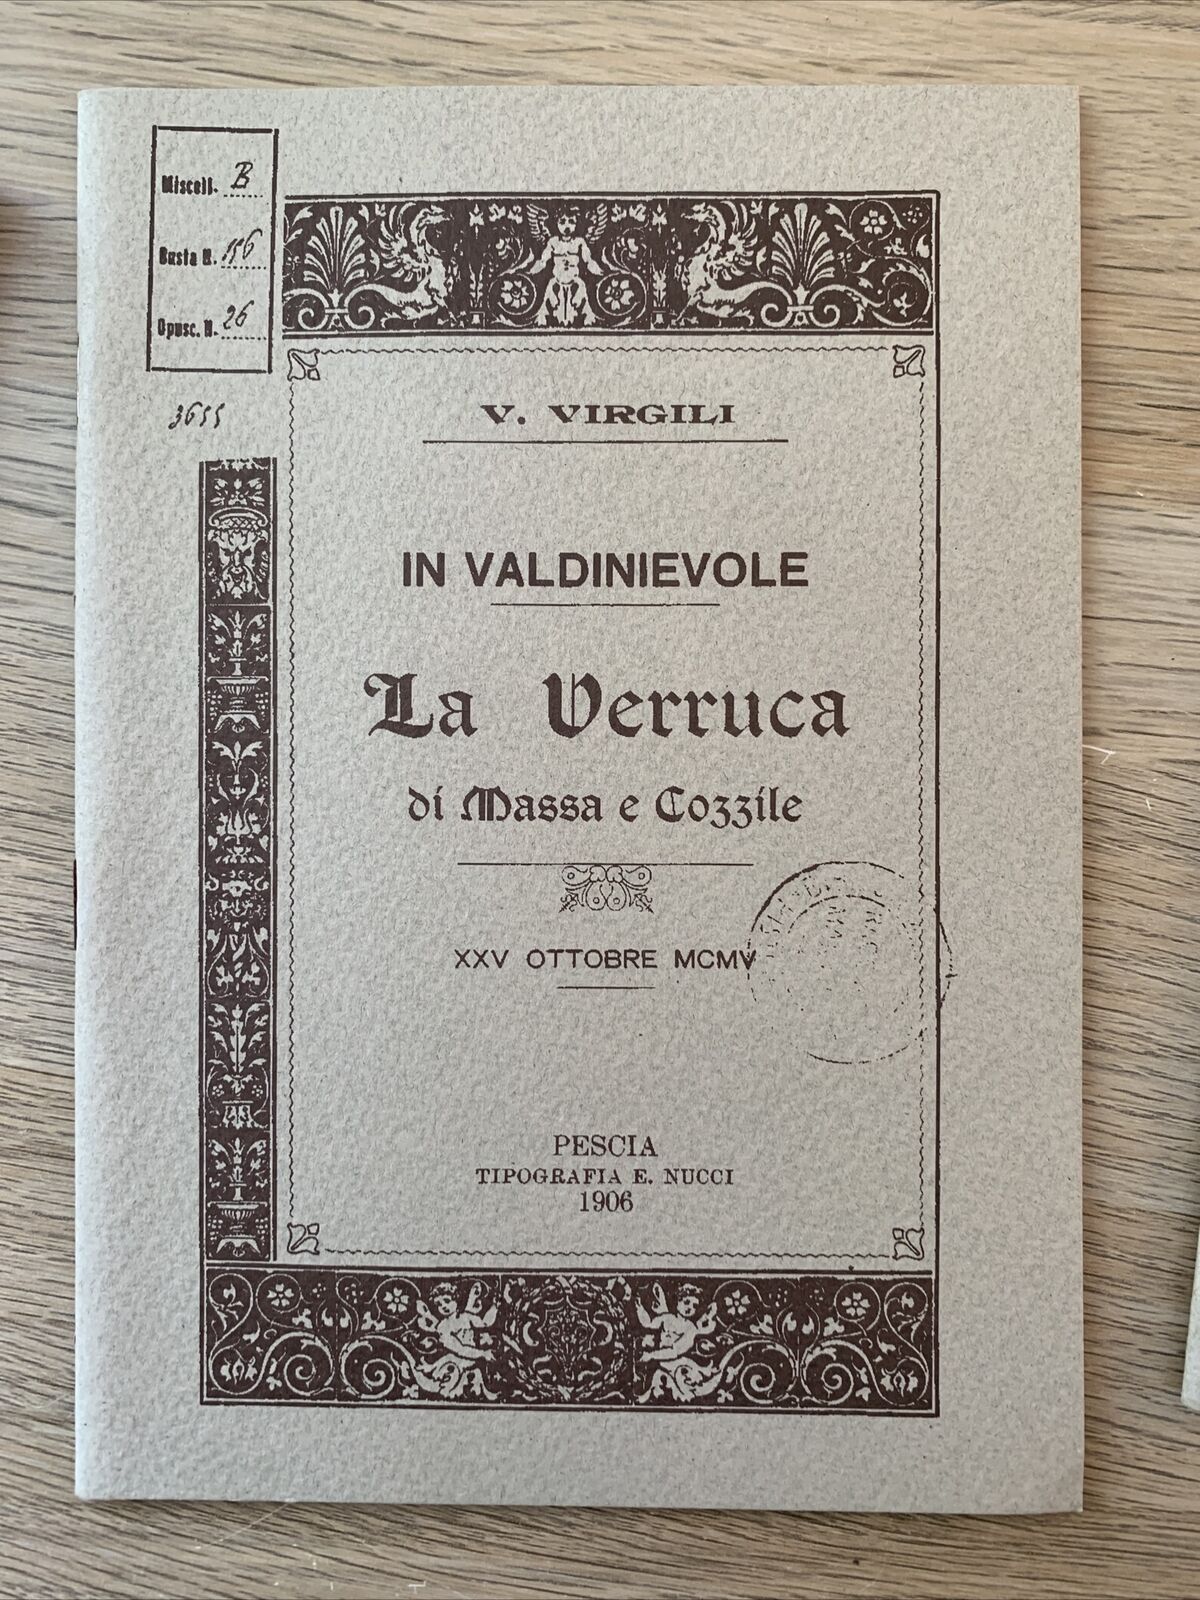 Miscell. B
Busta N. 156
Opusc. N. 26
3655
V. VIRGILI
IN VALDINIEVOLE
La Verruca
di Massa e Cozzile
XXV OTTOBRE MCMV
PESCIA
TIPOGRAFIA E. NUCCI
1906